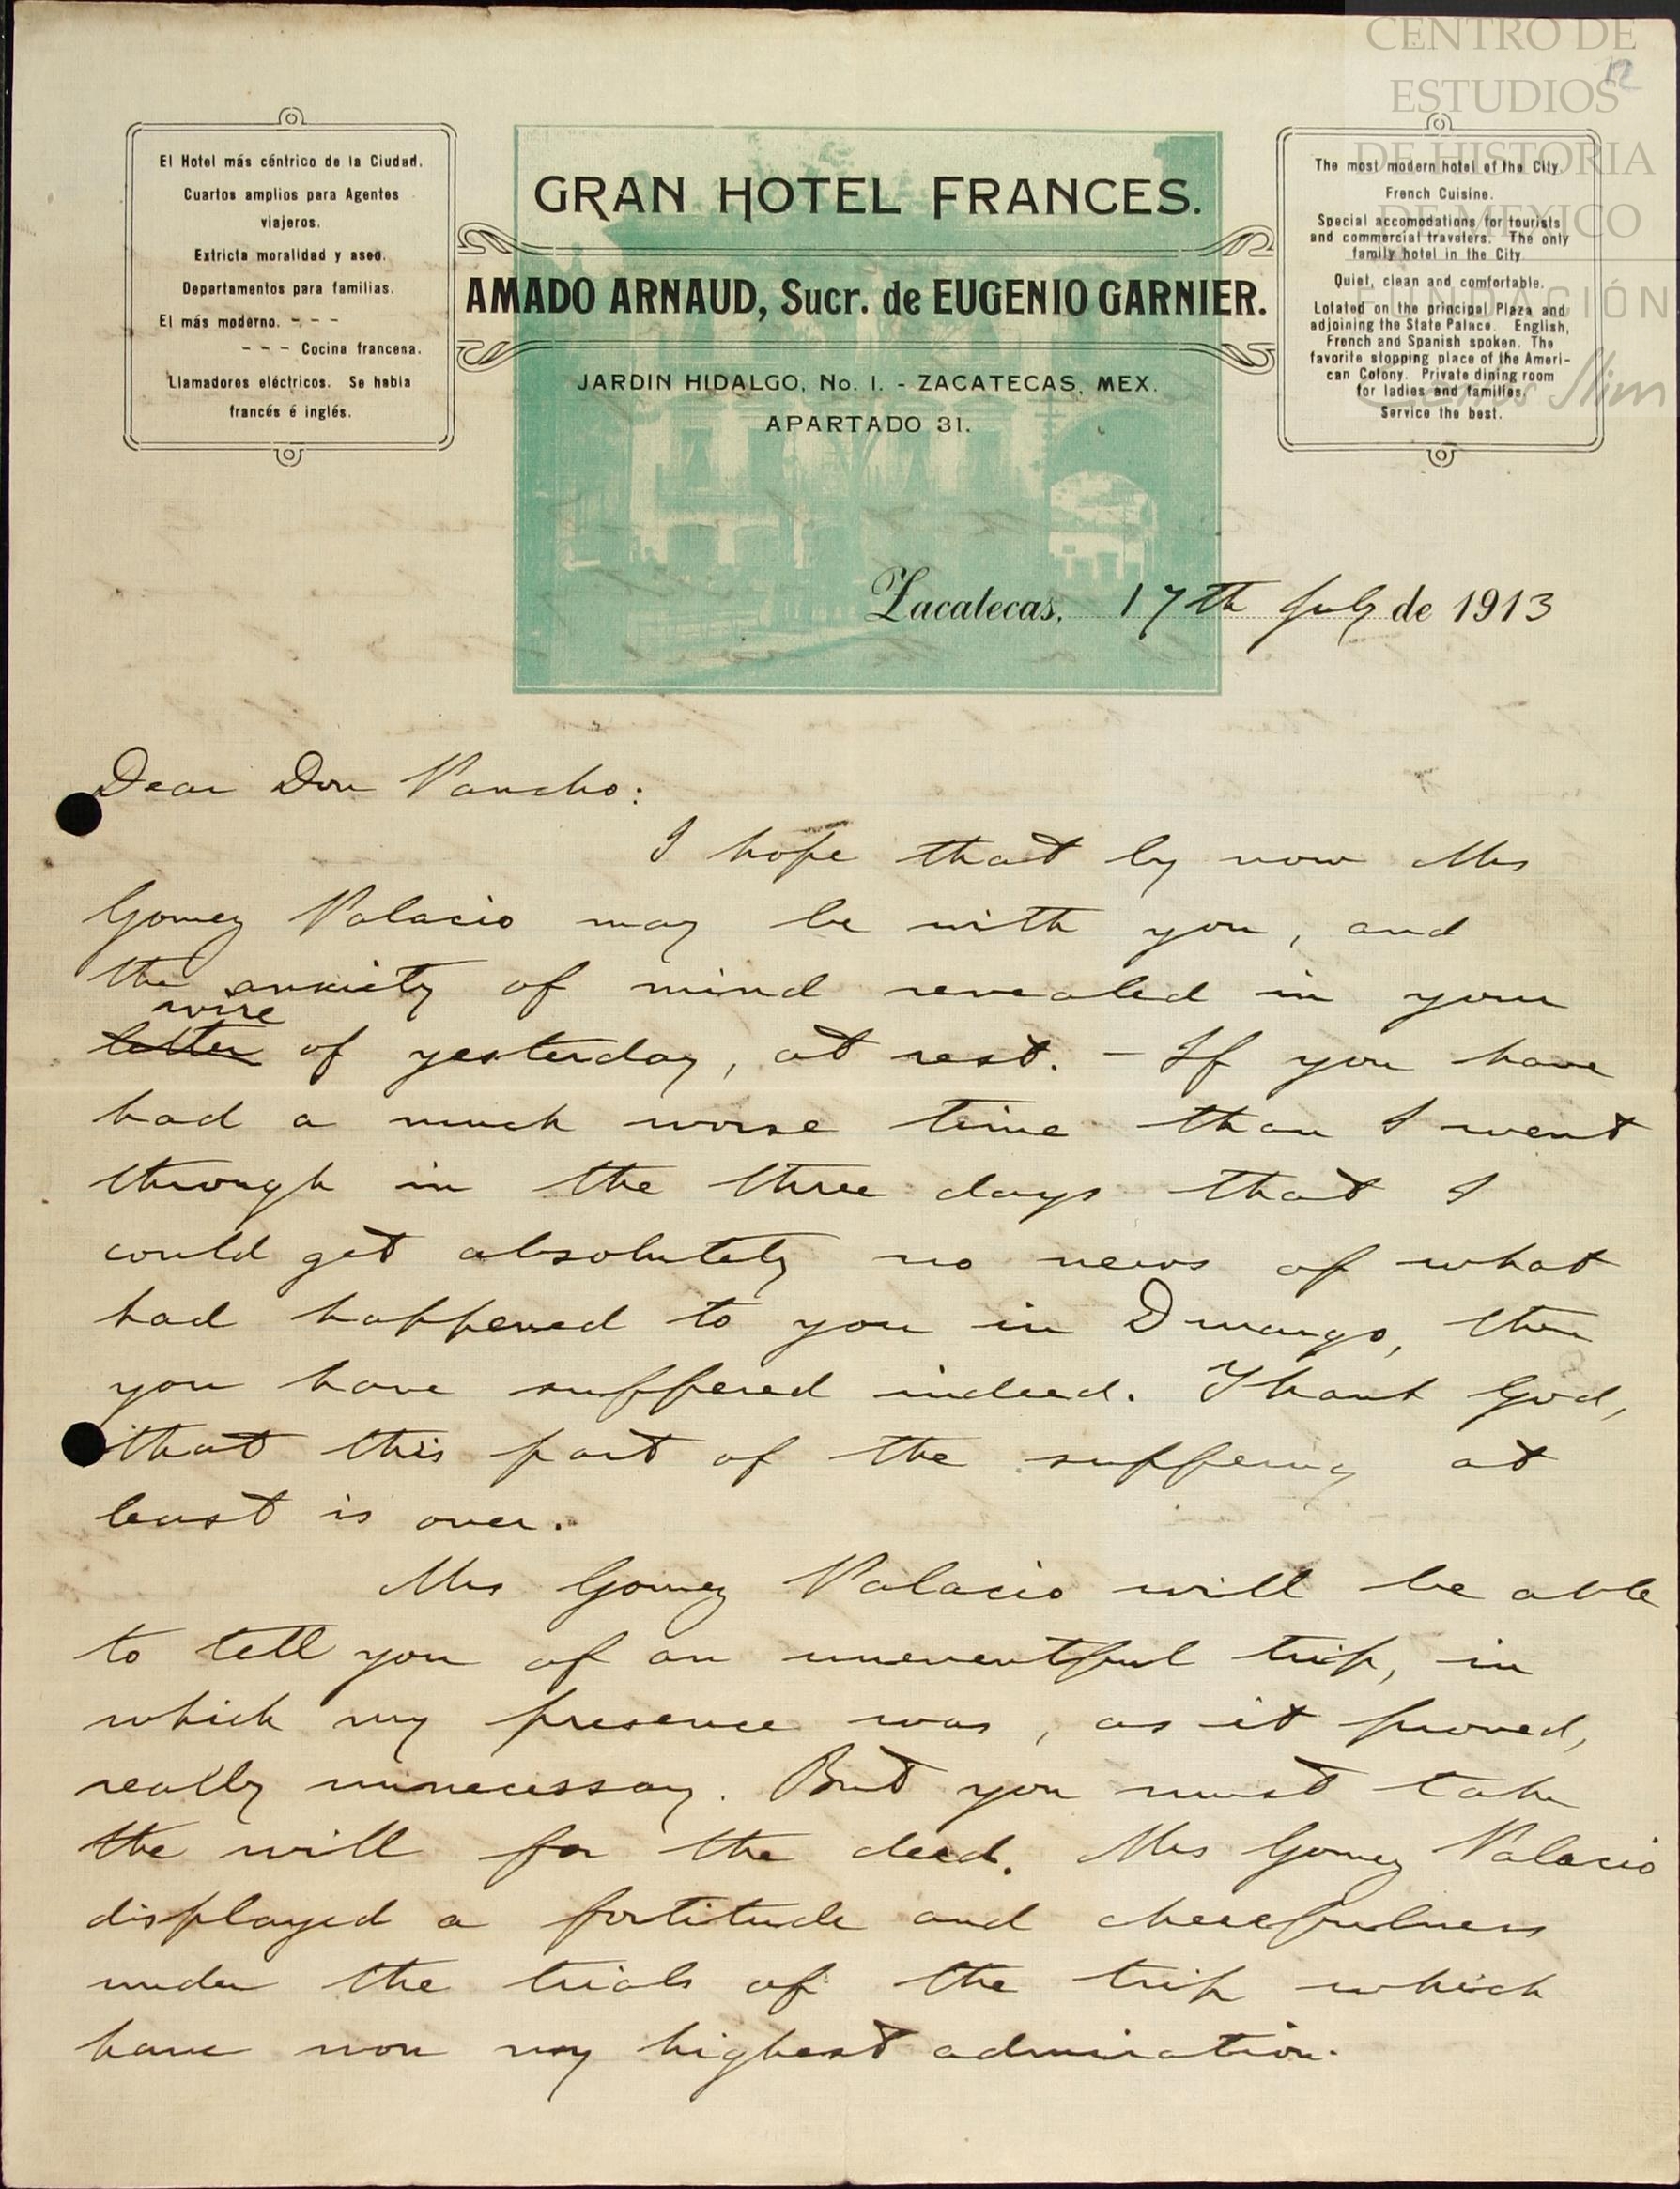 CENTRO DE
ESTUDIOS
DE HISTORIA
DE MÉXICO
FUNDACIÓN
Carlos Slim
12
El Hotel más céntrico de la Ciudad.
Cuartos amplios para Agentes
viajeros.
Extricta moralidad y aseo.
Departamentos para familias.
El más moderno. - - -
- - - Cocina francesa.
Llamadores eléctricos. Se habla
francés é inglés.
GRAN HOTEL FRANCES.
AMADO ARNAUD, Sucr. de EUGENIO GARNIER.
JARDIN HIDALGO, No. 1. - ZACATECAS, MEX.
APARTADO 31.
The most modern hotel of the City
French Cuisine.
Special accomodations for tourists
and commercial travelers. The only
family hotel in the City
Quiet, clean and comfortable.
Lotated on the principal Plaza and
adjoining the State Palace. English,
French and Spanish spoken. The
favorite stopping place of the Ameri-
can Colony. Private dining room
for ladies and families.
Service the best.
Zacatecas, 17th July de 1913
Dear Don Pancho:
I hope that by now Mrs
Gomez Palacio may be with you, and
the anxiety of mind revealed in your
wire
letter of yesterday, at rest. - If you have
had a much worse time than I went
through in the three days that I
could get absolutely no news of what
had happened to you in Durango, then
you have suffered indeed. Thank God,
that this part of the suffering at
least is over.
Mrs Gomez Palacio will be able
to tell you of an uneventful trip, in
which my presence was, as it proved,
really unnecessary. But you must take
the will for the deed. Mrs Gomez Palacio
displayed a fortitude and cheerfulness
under the trials of the trip which
have won my highest admiration.